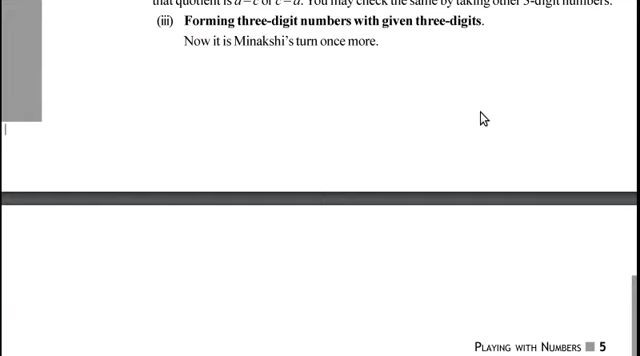 that quotient is a – c or c – a. You may check the same by taking other 3-digit numbers.
(iii) Forming three-digit numbers with given three-digits.
Now it is Minakshi's turn once more.
PLAYING WITH NUMBERS 5